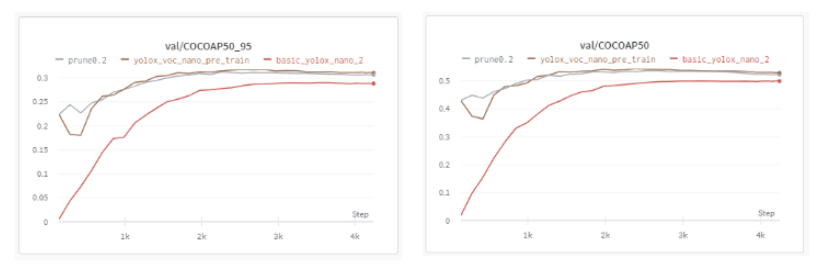 val/COCOAP50_95
prune0.2 yolox_voc_nano_pre_train basic_yolox_nano_2
0.3
0.25
0.2
0.15
0.1
0.05
0
Step
1k 2k 3k 4k
val/COCOAP50
prune0.2 yolox_voc_nano_pre_train basic_yolox_nano_2
0.5
0.4
0.3
0.2
0.1
0
Step
1k 2k 3k 4k